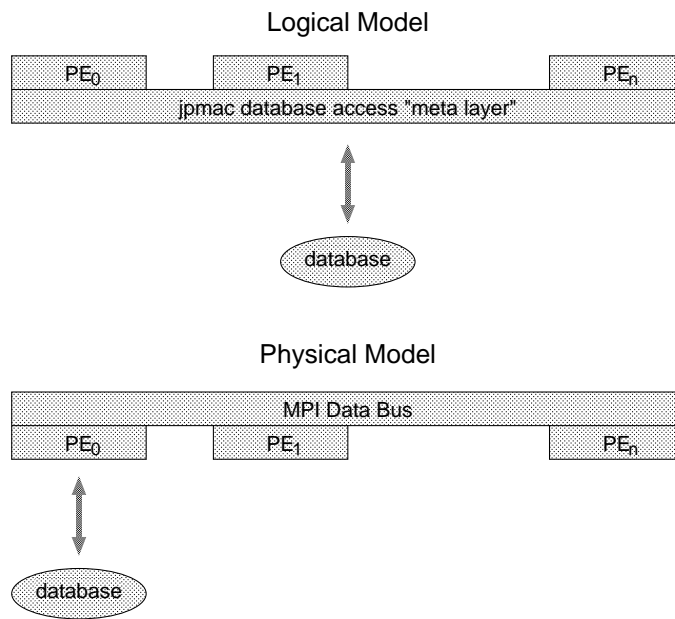 Logical Model
PE0 PE1 PEn
jpmac database access "meta layer"
database
Physical Model
MPI Data Bus
PE0 PE1 PEn
database